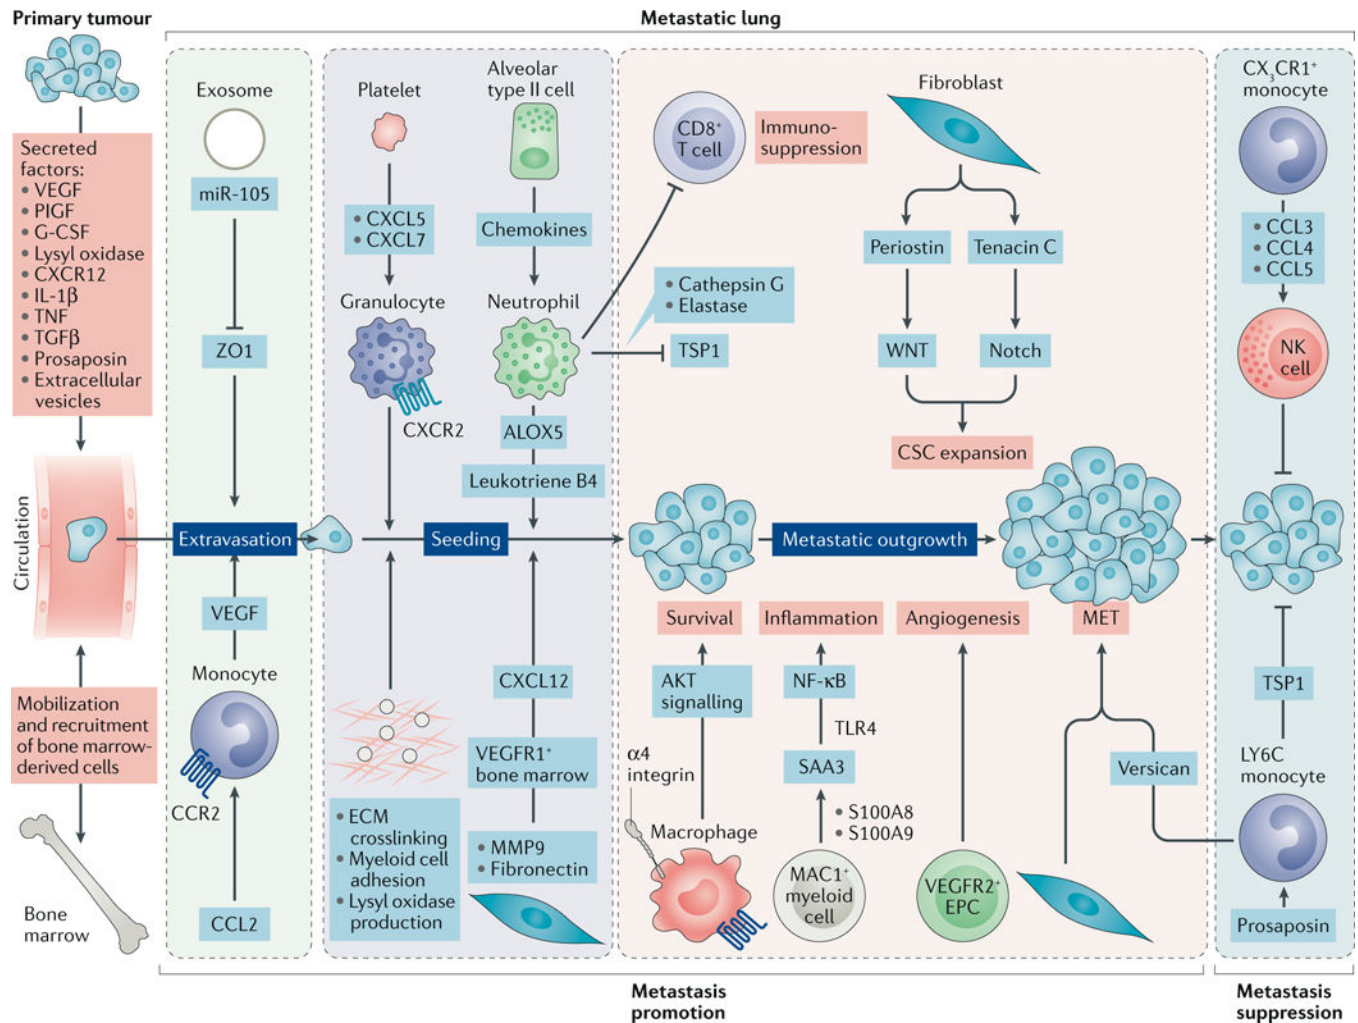 Primary tumour
Metastatic lung
Secreted
factors:
• VEGF
• PIGF
• G-CSF
• Lysyl oxidase
• CXCR12
• IL-1β
• TNF
• TGFβ
• Prosaposin
• Extracellular
vesicles
Circulation
Mobilization
and recruitment
of bone marrow-
derived cells
Bone
marrow
Exosome
miR-105
ZO1
Extravasation
VEGF
Monocyte
CCR2
CCL2
Platelet
• CXCL5
• CXCL7
Granulocyte
CXCR2
Alveolar
type II cell
Chemokines
Neutrophil
ALOX5
Leukotriene B4
Seeding
CXCL12
VEGFR1⁺
bone marrow
• MMP9
• Fibronectin
• ECM
crosslinking
• Myeloid cell
adhesion
• Lysyl oxidase
production
CD8⁺
T cell
Immuno-
suppression
• Cathepsin G
• Elastase
TSP1
Fibroblast
Periostin
Tenacin C
WNT
Notch
CSC expansion
Metastatic outgrowth
Survival
Inflammation
Angiogenesis
MET
AKT
signalling
NF-κB
TLR4
α4
integrin
SAA3
• S100A8
• S100A9
Macrophage
MAC1⁺
myeloid
cell
VEGFR2⁺
EPC
Versican
CX₃CR1⁺
monocyte
• CCL3
• CCL4
• CCL5
NK
cell
TSP1
LY6C
monocyte
Prosaposin
Metastasis
promotion
Metastasis
suppression